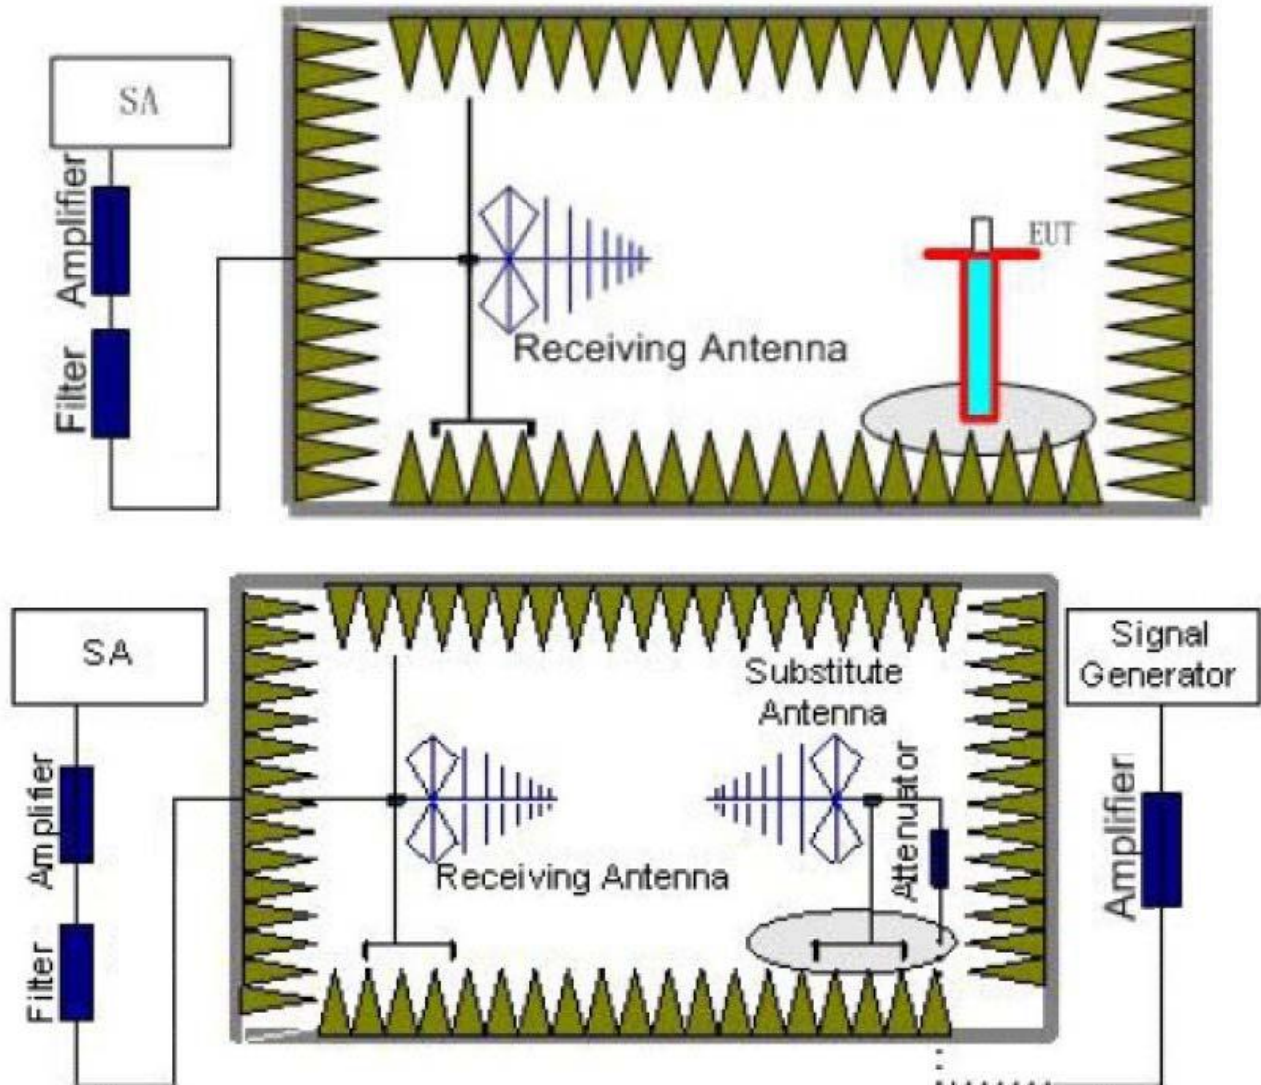 SA
Amplifier
Filter
EUT
Receiving Antenna
SA
Amplifier
Filter
Substitute
Antenna
Attenuator
Receiving Antenna
Signal
Generator
Amplifier